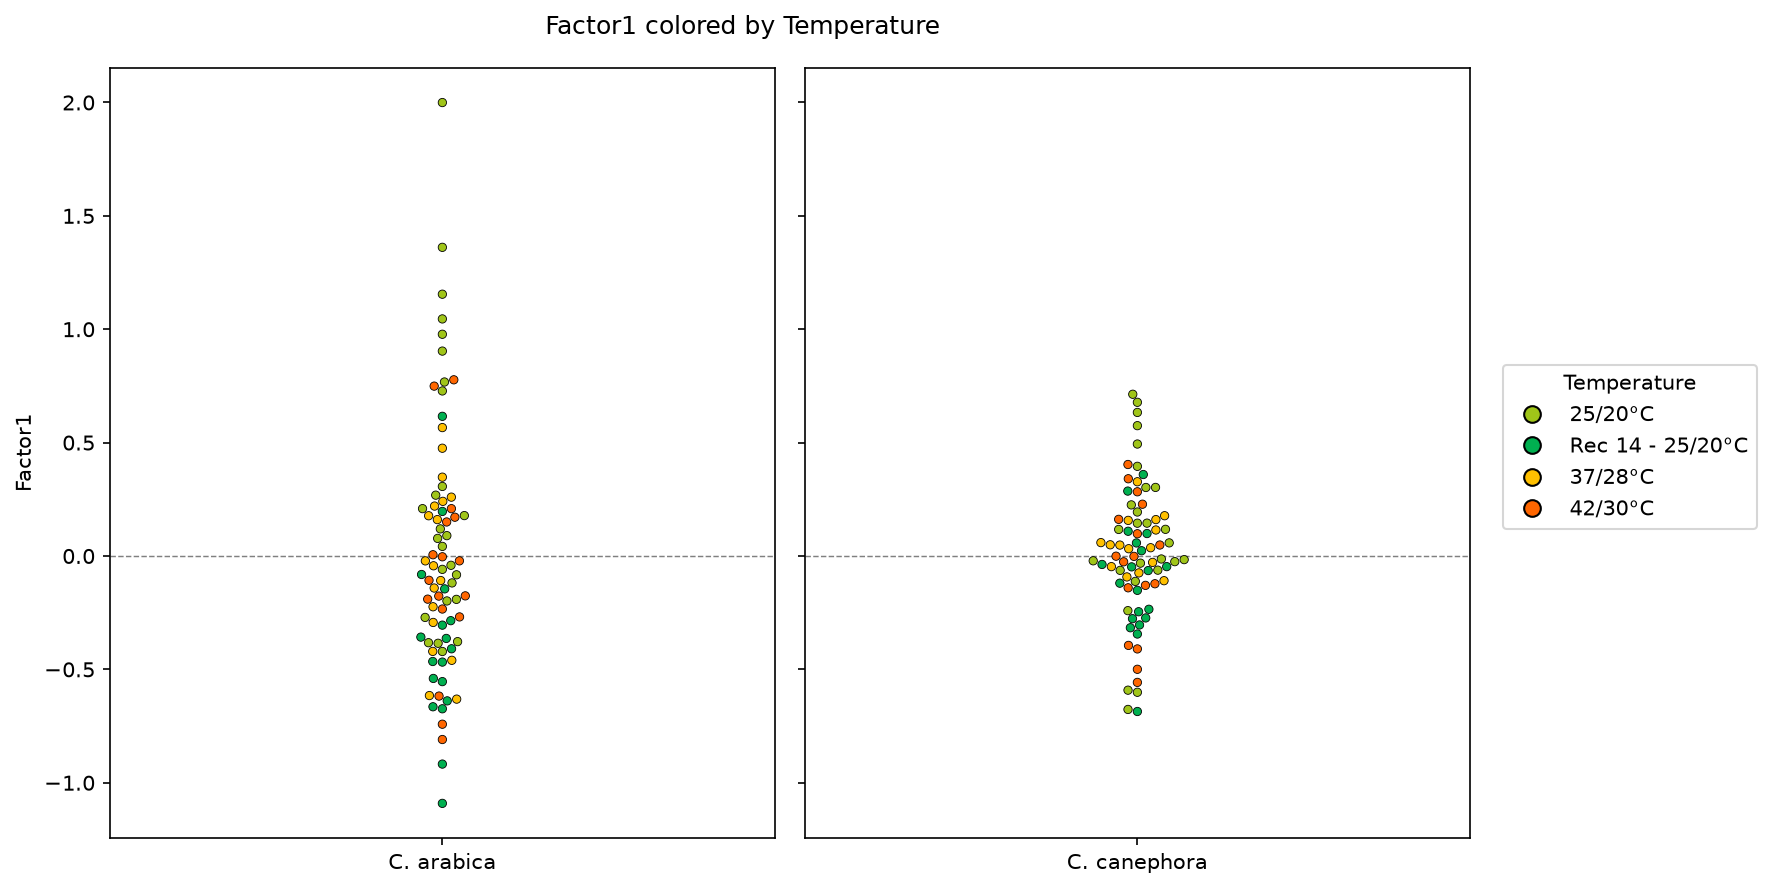 Factor1 colored by Temperature
Factor1
2.0
1.5
1.0
0.5
0.0
−0.5
−1.0
C. arabica
C. canephora
Temperature
25/20°C
Rec 14 - 25/20°C
37/28°C
42/30°C